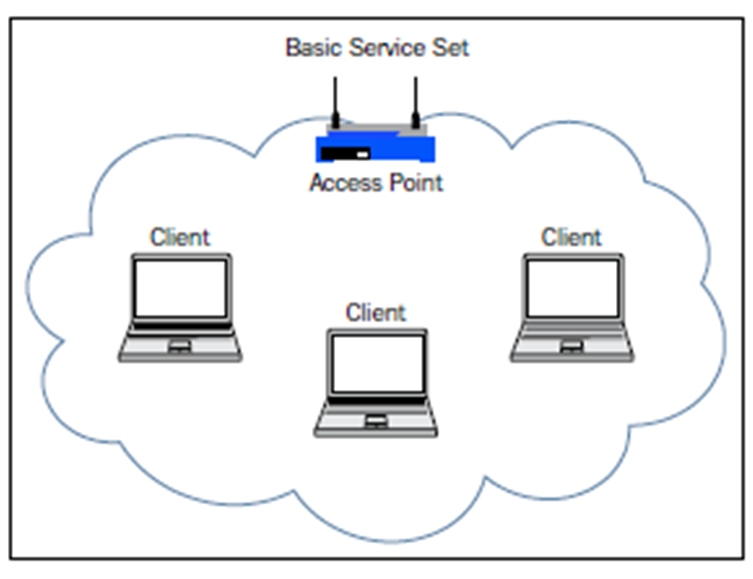 Basic Service Set
Access Point
Client
Client
Client